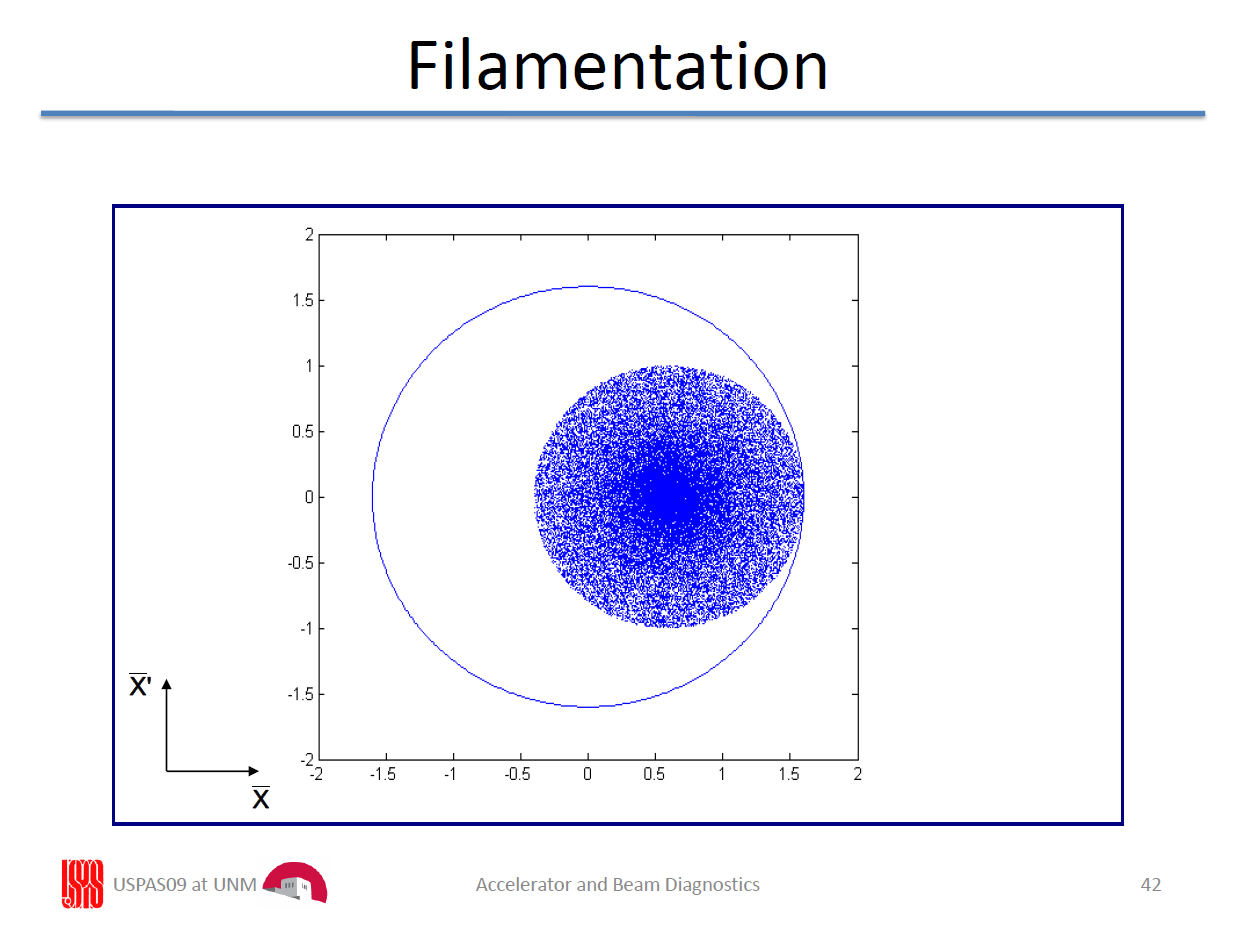 Filamentation
2
1.5
1
0.5
0
-0.5
-1
-1.5
-2
-2 -1.5 -1 -0.5 0 0.5 1 1.5 2
X̅'
X̅
USPAS09 at UNM
Accelerator and Beam Diagnostics
42